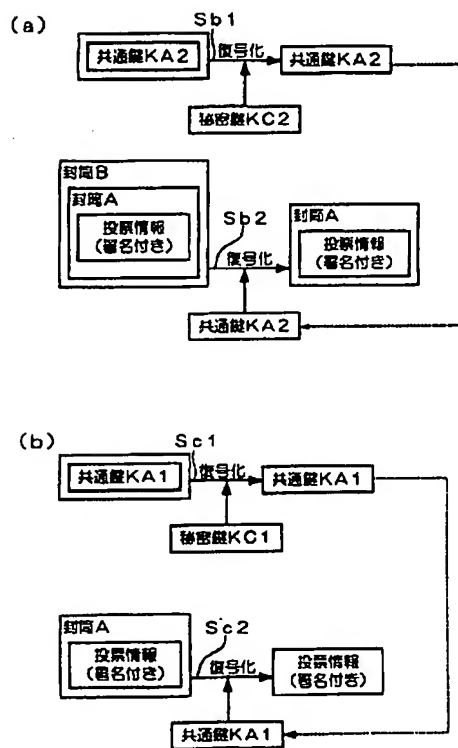 (a)
Sb1
共通鍵KA2
復号化
共通鍵KA2
秘密鍵KC2
封筒B
封筒A
投票情報
(署名付き)
Sb2
復号化
封筒A
投票情報
(署名付き)
共通鍵KA2
(b)
Sc1
共通鍵KA1
復号化
共通鍵KA1
秘密鍵KC1
封筒A
投票情報
(署名付き)
Sc2
復号化
投票情報
(署名付き)
共通鍵KA1